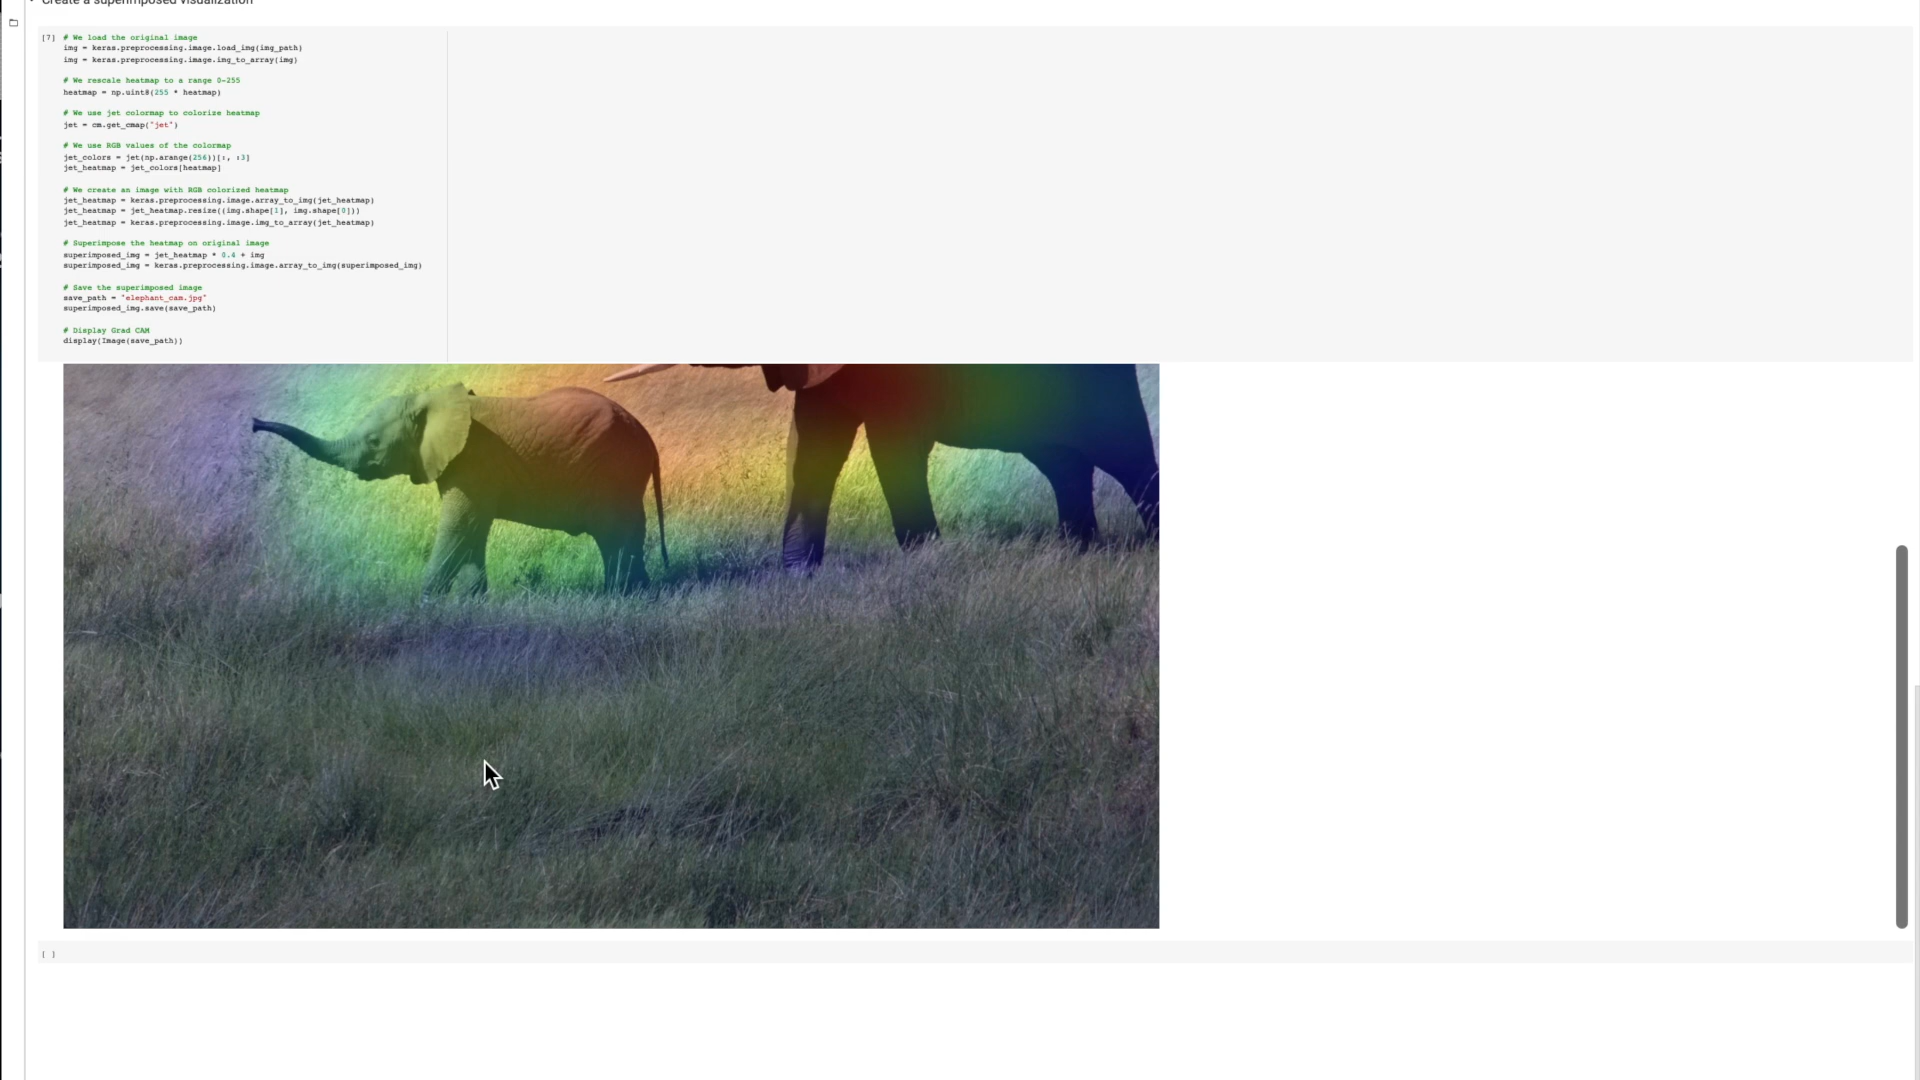 Create a superimposed visualization
[7] # We load the original image
img = keras.preprocessing.image.load_img(img_path)
img = keras.preprocessing.image.img_to_array(img)
# We rescale heatmap to a range 0-255
heatmap = np.uint8(255 * heatmap)
# We use jet colormap to colorize heatmap
jet = cm.get_cmap("jet")
# We use RGB values of the colormap
jet_colors = jet(np.arange(256))[:, :3]
jet_heatmap = jet_colors[heatmap]
# We create an image with RGB colorized heatmap
jet_heatmap = keras.preprocessing.image.array_to_img(jet_heatmap)
jet_heatmap = jet_heatmap.resize((img.shape[1], img.shape[0]))
jet_heatmap = keras.preprocessing.image.img_to_array(jet_heatmap)
# Superimpose the heatmap on original image
superimposed_img = jet_heatmap * 0.4 + img
superimposed_img = keras.preprocessing.image.array_to_img(superimposed_img)
# Save the superimposed image
save_path = "elephant_cam.jpg"
superimposed_img.save(save_path)
# Display Grad CAM
display(Image(save_path))
[ ]